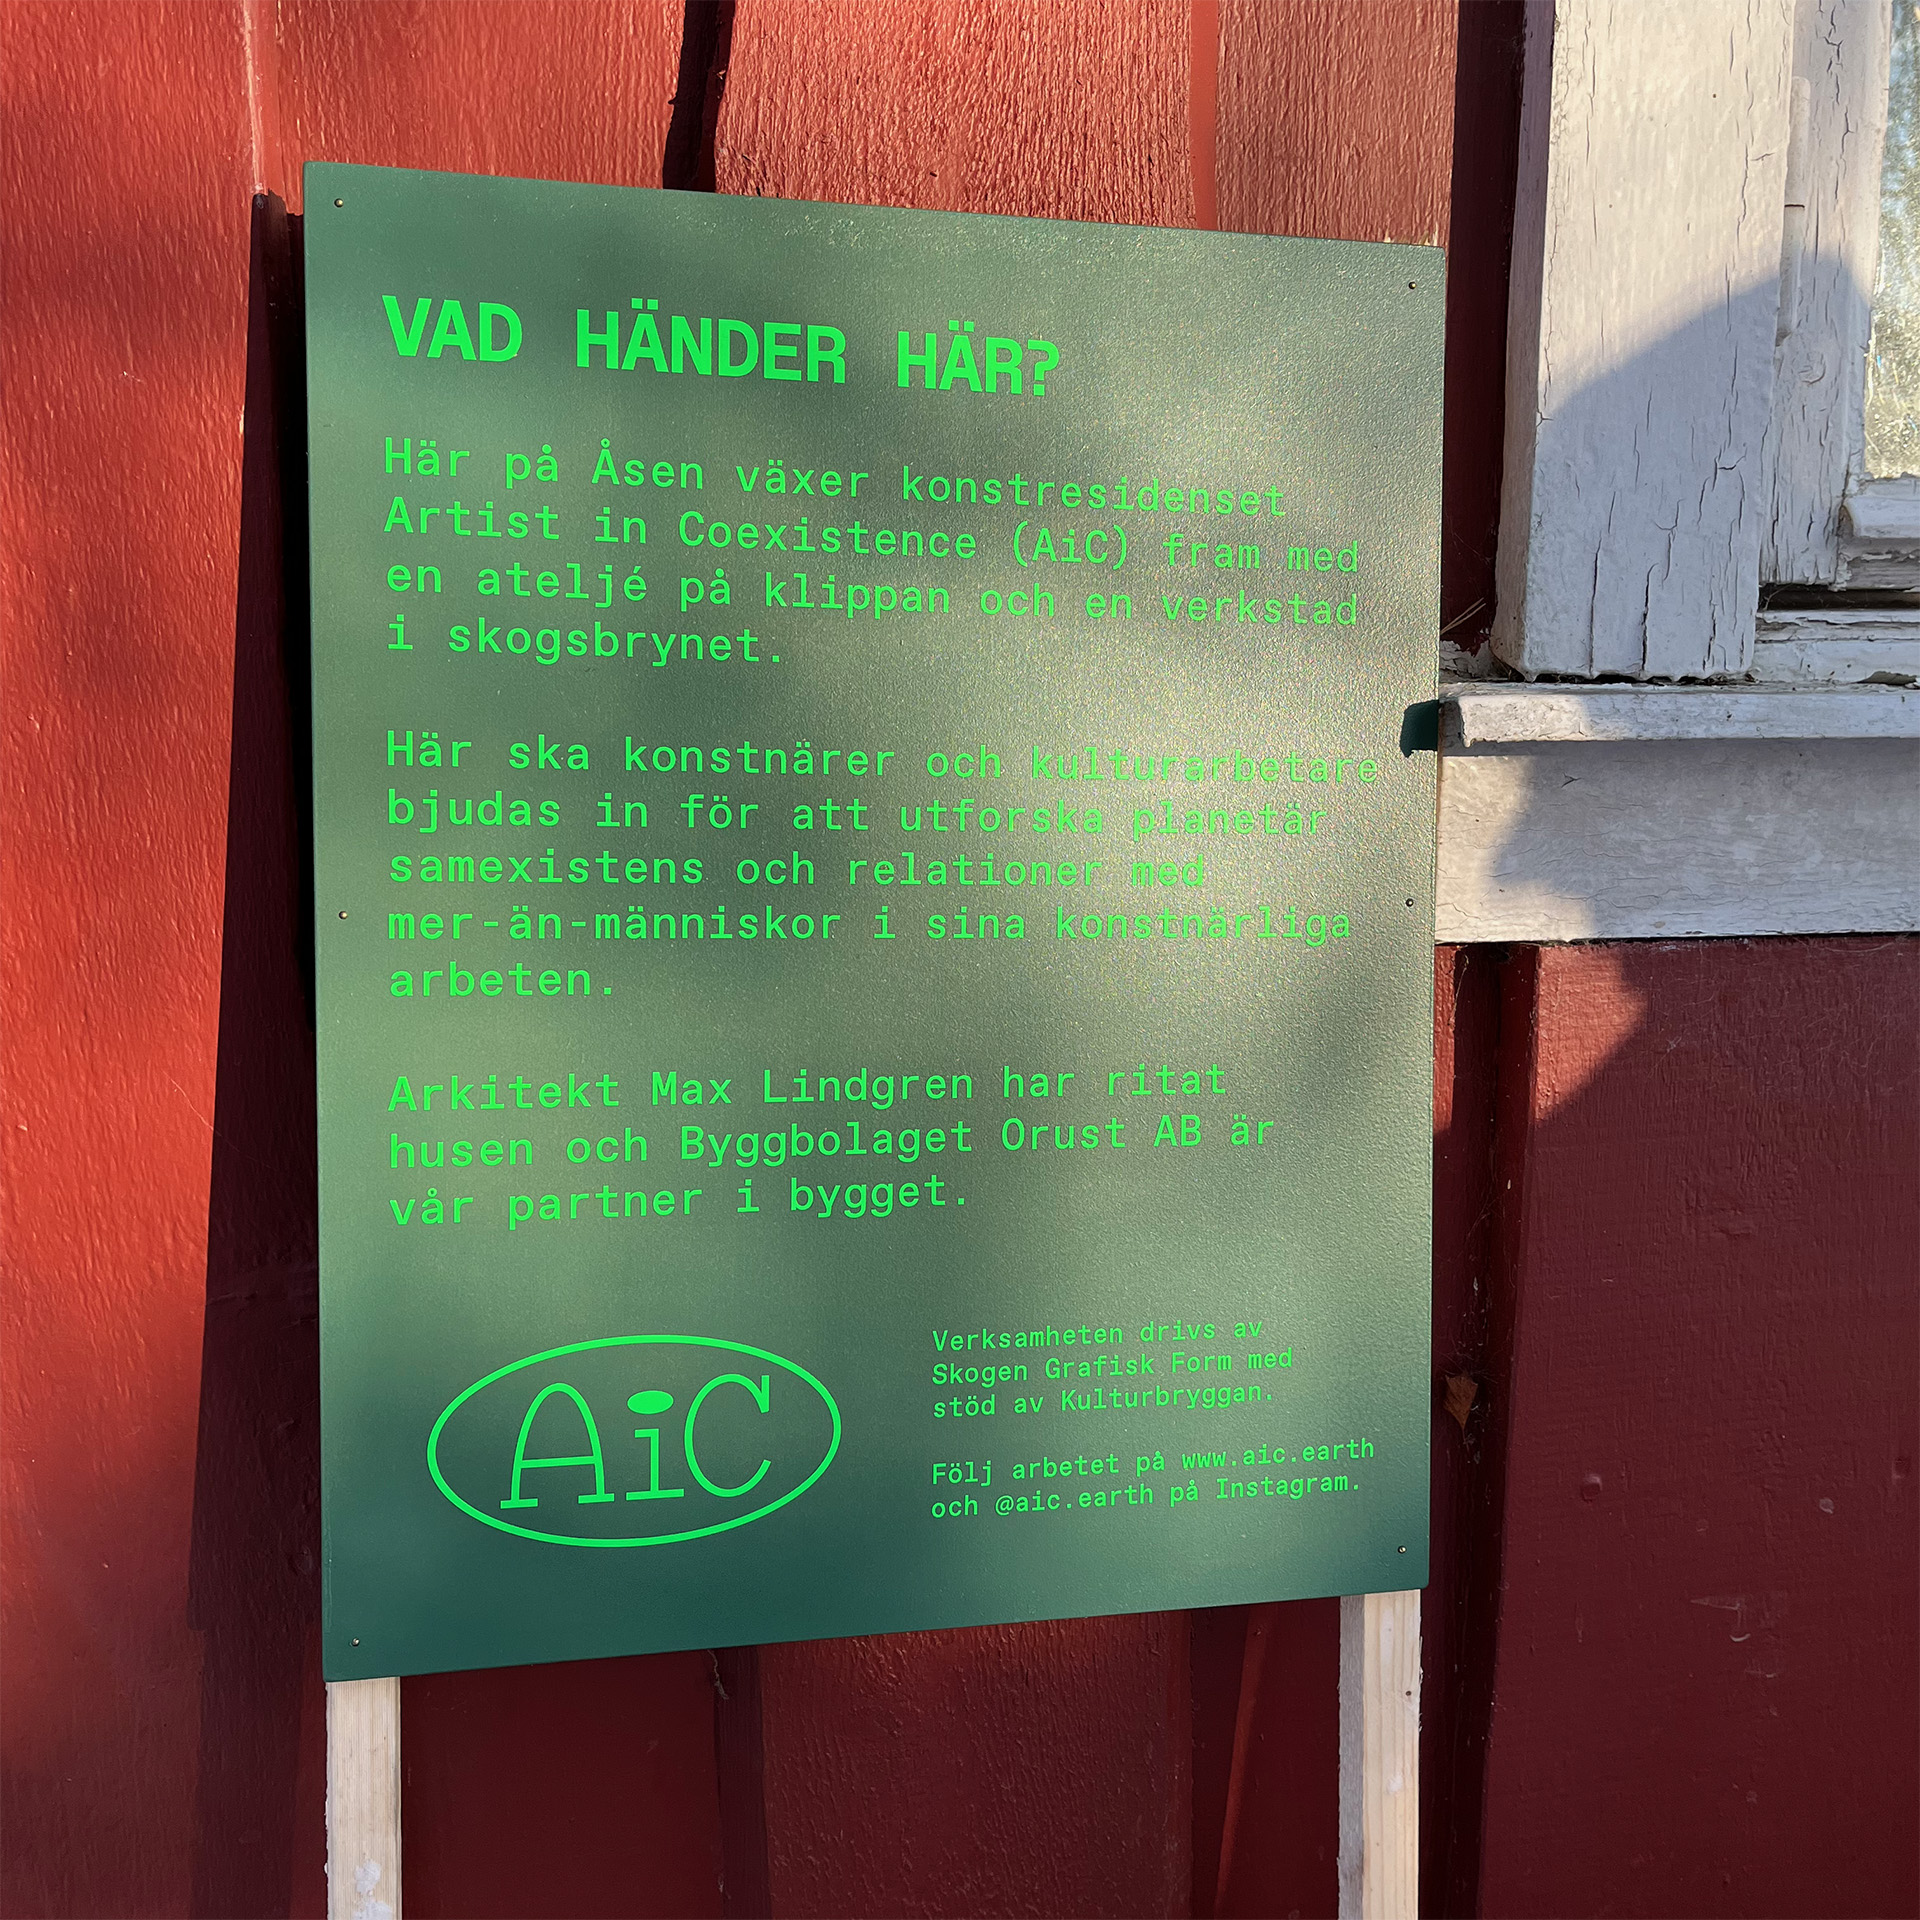 VAD HÄNDER HÄR?
Här på Åsen växer konstresidenset
Artist in Coexistence (AiC) fram med
en ateljé på klippan och en verkstad
i skogsbrynet.
Här ska konstnärer och kulturarbetare
bjudas in för att utforska planetär
samexistens och relationer med
mer-än-människor i sina konstnärliga
arbeten.
Arkitekt Max Lindgren har ritat
husen och Byggbolaget Orust AB är
vår partner i bygget.
AiC
Verksamheten drivs av
Skogen Grafisk Form med
stöd av Kulturbryggan.
Följ arbetet på www.aic.earth
och @aic.earth på Instagram.